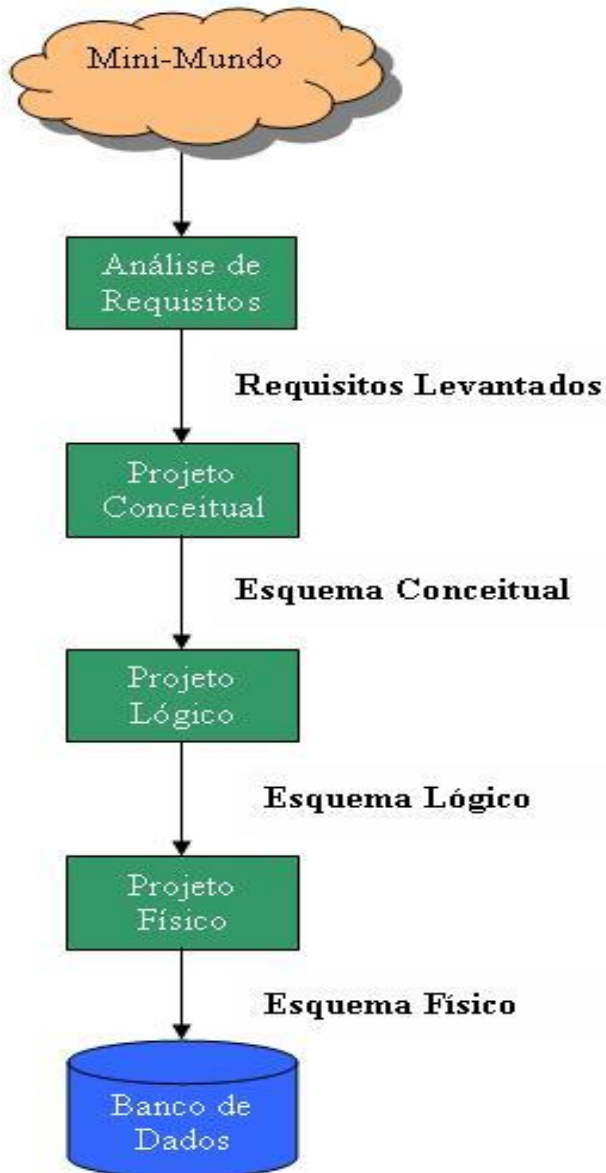 Mini-Mundo
Análise de
Requisitos
Requisitos Levantados
Projeto
Conceitual
Esquema Conceitual
Projeto
Lógico
Esquema Lógico
Projeto
Físico
Esquema Físico
Banco de
Dados